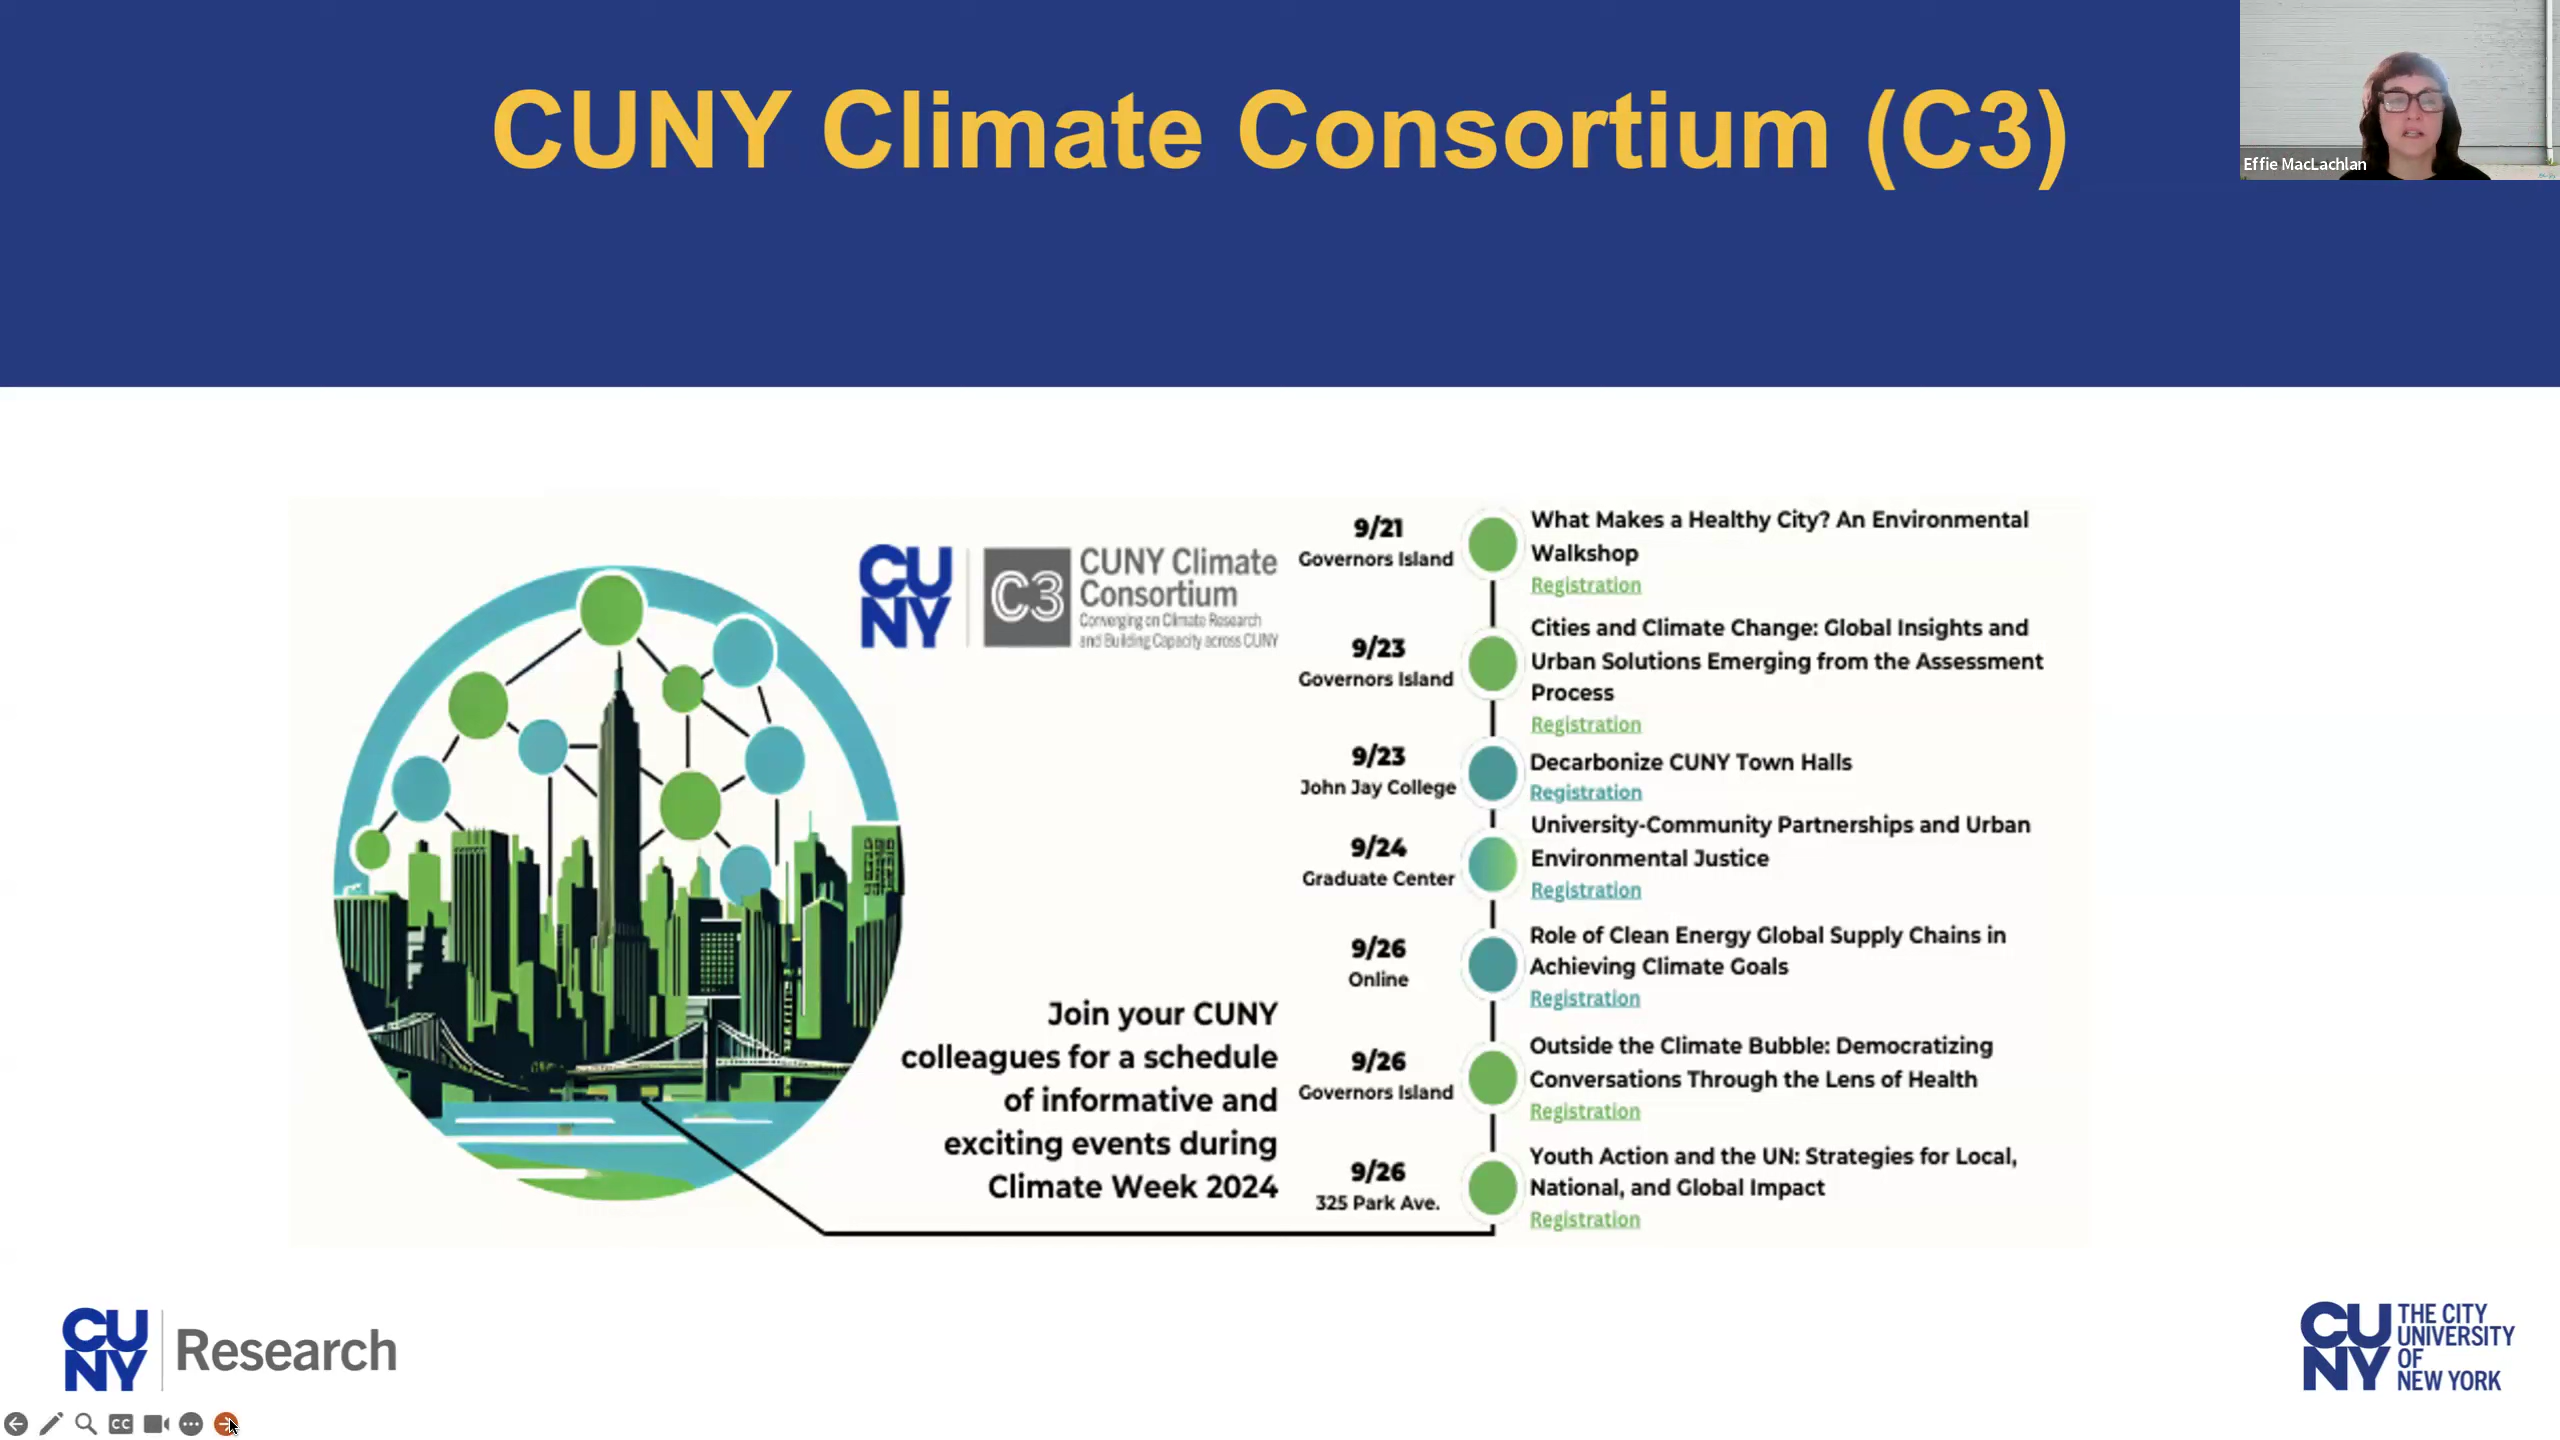 CUNY Climate Consortium (C3)
Effie MacLachlan
CU
NY
C3
CUNY Climate
Consortium
Converging on Climate Research
and Building Capacity across CUNY
Join your CUNY
colleagues for a schedule
of informative and
exciting events during
Climate Week 2024
9/21
Governors Island
What Makes a Healthy City? An Environmental
Walkshop
Registration
9/23
Governors Island
Cities and Climate Change: Global Insights and
Urban Solutions Emerging from the Assessment
Process
Registration
9/23
John Jay College
Decarbonize CUNY Town Halls
Registration
9/24
Graduate Center
University-Community Partnerships and Urban
Environmental Justice
Registration
9/26
Online
Role of Clean Energy Global Supply Chains in
Achieving Climate Goals
Registration
9/26
Governors Island
Outside the Climate Bubble: Democratizing
Conversations Through the Lens of Health
Registration
9/26
325 Park Ave.
Youth Action and the UN: Strategies for Local,
National, and Global Impact
Registration
CU
NY
Research
CU
NY
THE CITY
UNIVERSITY
OF
NEW YORK
CC